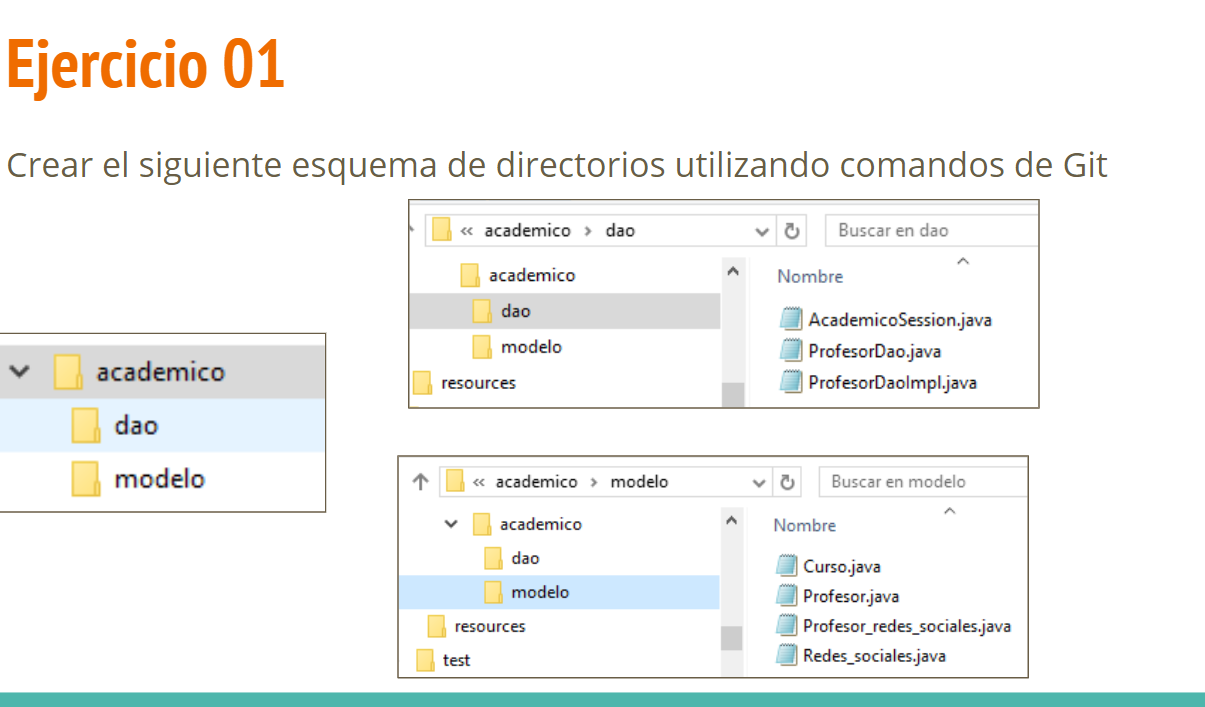 Ejercicio 01
Crear el siguiente esquema de directorios utilizando comandos de Git
academico
dao
modelo
« academico › dao
Buscar en dao
academico
dao
modelo
resources
Nombre
AcademicoSession.java
ProfesorDao.java
ProfesorDaoImpl.java
« academico › modelo
Buscar en modelo
academico
dao
modelo
resources
test
Nombre
Curso.java
Profesor.java
Profesor_redes_sociales.java
Redes_sociales.java